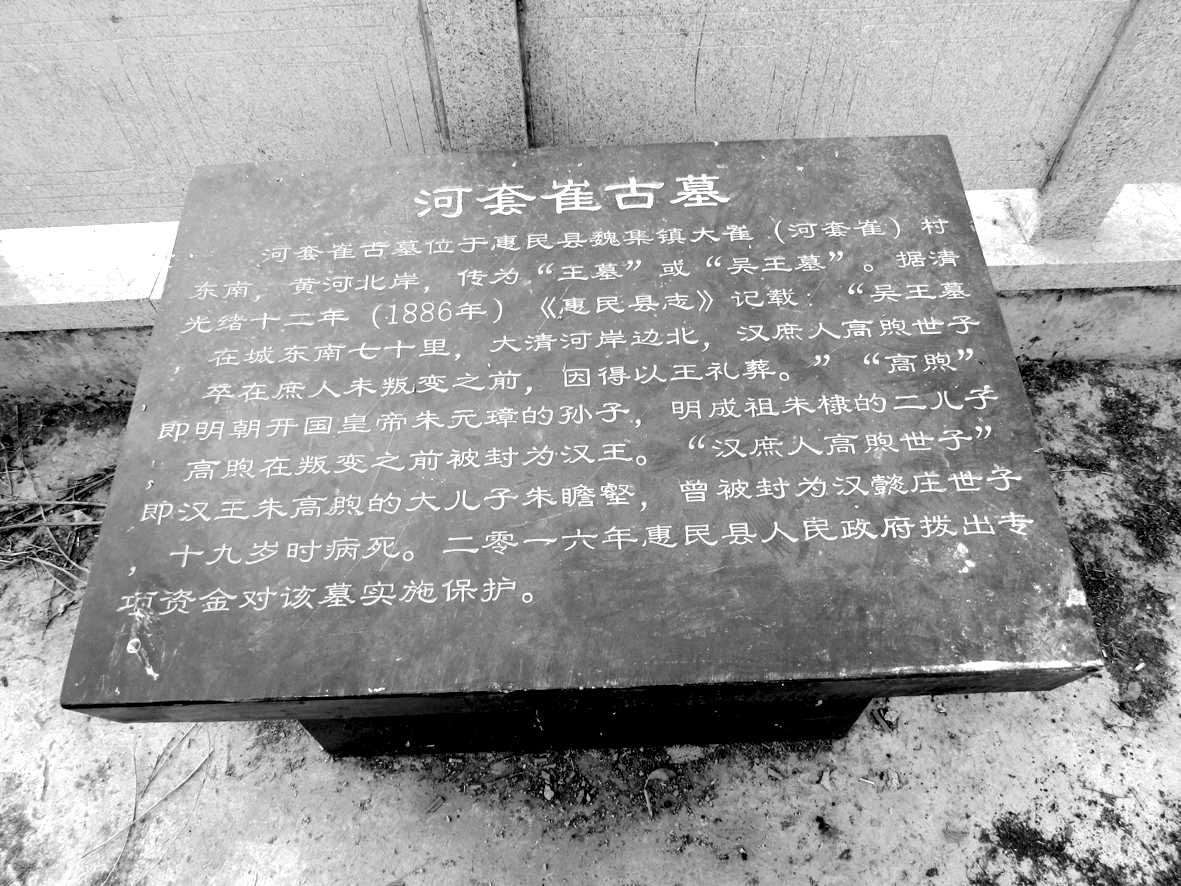 河套崔古墓
河套崔古墓位于惠民县魏集镇大崔（河套崔）村
东南，黄河北岸，传为“王墓”或“吴王墓”。据清
光绪十二年（1886年）《惠民县志》记载：“吴王墓
，在城东南七十里，大清河岸边北，汉庶人高煦世子
卒在庶人未叛变之前，因得以王礼葬。”“高煦”
即明朝开国皇帝朱元璋的孙子，明成祖朱棣的二儿子
；高煦在叛变之前被封为汉王。“汉庶人高煦世子”
即汉王朱高煦的大儿子朱瞻壑，曾被封为汉懿庄世子
，十九岁时病死。二零一六年惠民县人民政府拨出专
项资金对该墓实施保护。